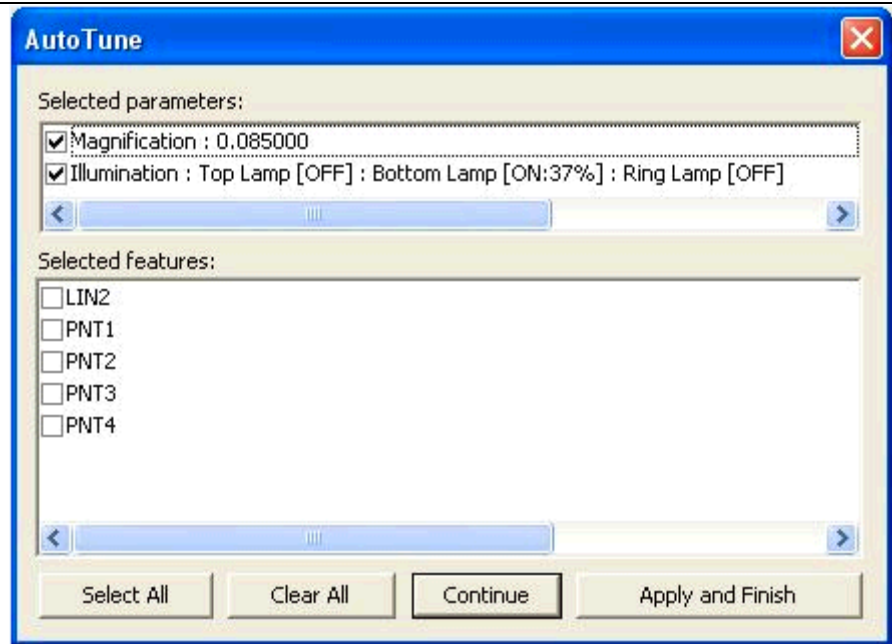 AutoTune
Selected parameters:
Magnification : 0.085000
Illumination : Top Lamp [OFF] : Bottom Lamp [ON:37%] : Ring Lamp [OFF]
Selected features:
LIN2
PNT1
PNT2
PNT3
PNT4
Select All Clear All Continue Apply and Finish